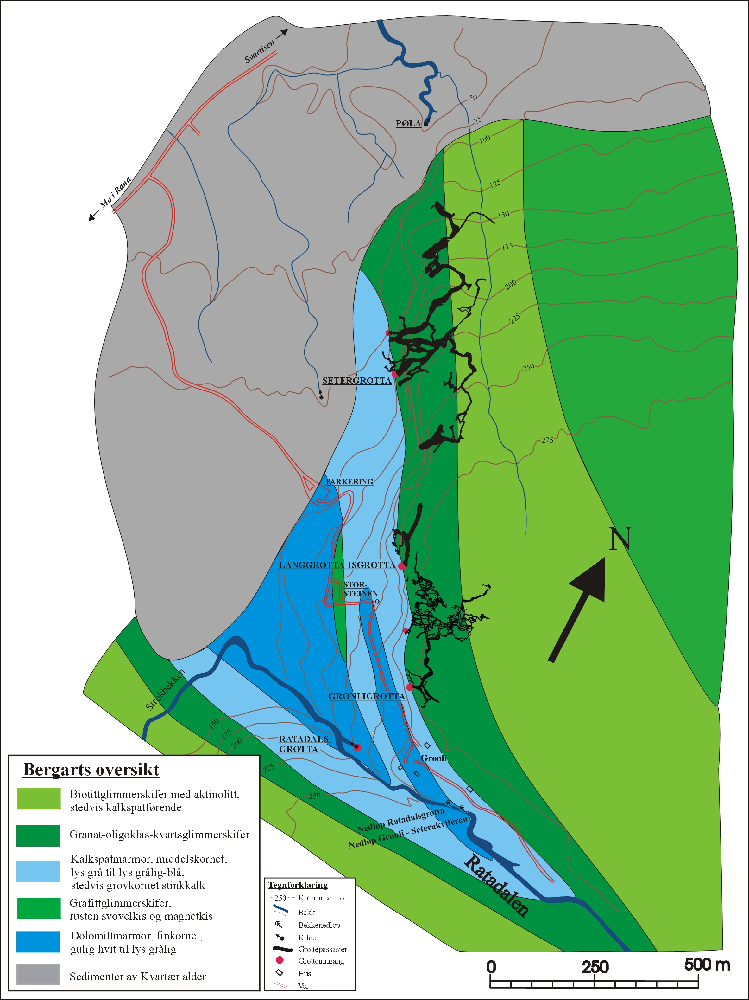 Svartisen
50
PØLA
75
100
Mo i Rana
125
150
175
200
225
250
SETERGROTTA
275
PARKERING
N
LANGGROTTA-ISGROTTA
STOR-
STEINEN
Strokbekken
GRØNLIGROTTA
150
175
200
RATADALS-
GROTTA
Grønli
225
250
Nedløp Ratadalsgrotta
Nedløp Grønli - Seterakviferen
Ratadalen
Bergarts oversikt
Biotittglimmerskifer med aktinolitt,
stedvis kalkspatførende
Granat-oligoklas-kvartsglimmerskifer
Kalkspatmarmor, middelskornet,
lys grå til lys grålig-blå,
stedvis grovkornet stinkkalk
Grafittglimmerskifer,
rusten svovelkis og magnetkis
Dolomittmarmor, finkornet,
gulig hvit til lys grålig
Sedimenter av Kvartær alder
Tegnforklaring
250 Koter med h.o.h.
Bekk
Bekkenedløp
Kilde
Grottepassasjer
Grotteinngang
Hus
Vei
0 250 500 m